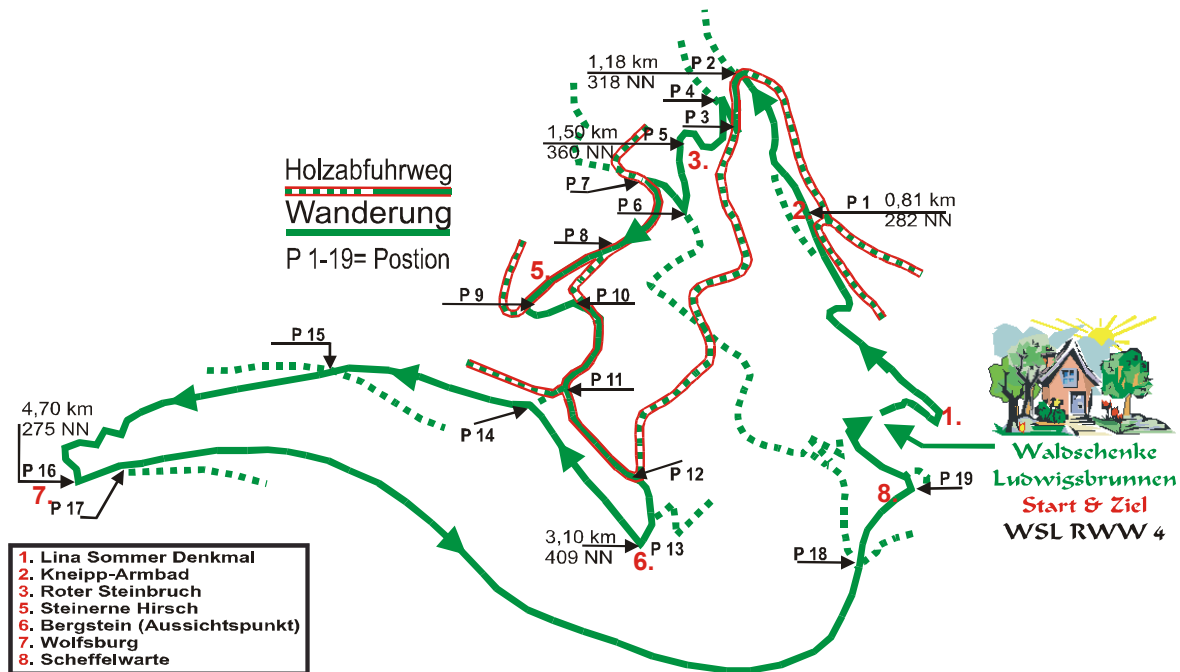 1,18 km
318 NN
P 2
P 4
P 3
1,50 km
360 NN
P 5
3.
Holzabfuhrweg
Wanderung
P 1-19= Postion
P 7
P 6
P 8
2.
P 1
0,81 km
282 NN
5.
P 9
P 10
P 15
P 11
P 14
4,70 km
275 NN
P 16
7.
P 17
P 12
3,10 km
409 NN
P 13
6.
1.
8.
P 19
P 18
Waldschenke
Ludwigsbrunnen
Start & Ziel
WSL RWW 4
1. Lina Sommer Denkmal
2. Kneipp-Armbad
3. Roter Steinbruch
5. Steinerne Hirsch
6. Bergstein (Aussichtspunkt)
7. Wolfsburg
8. Scheffelwarte